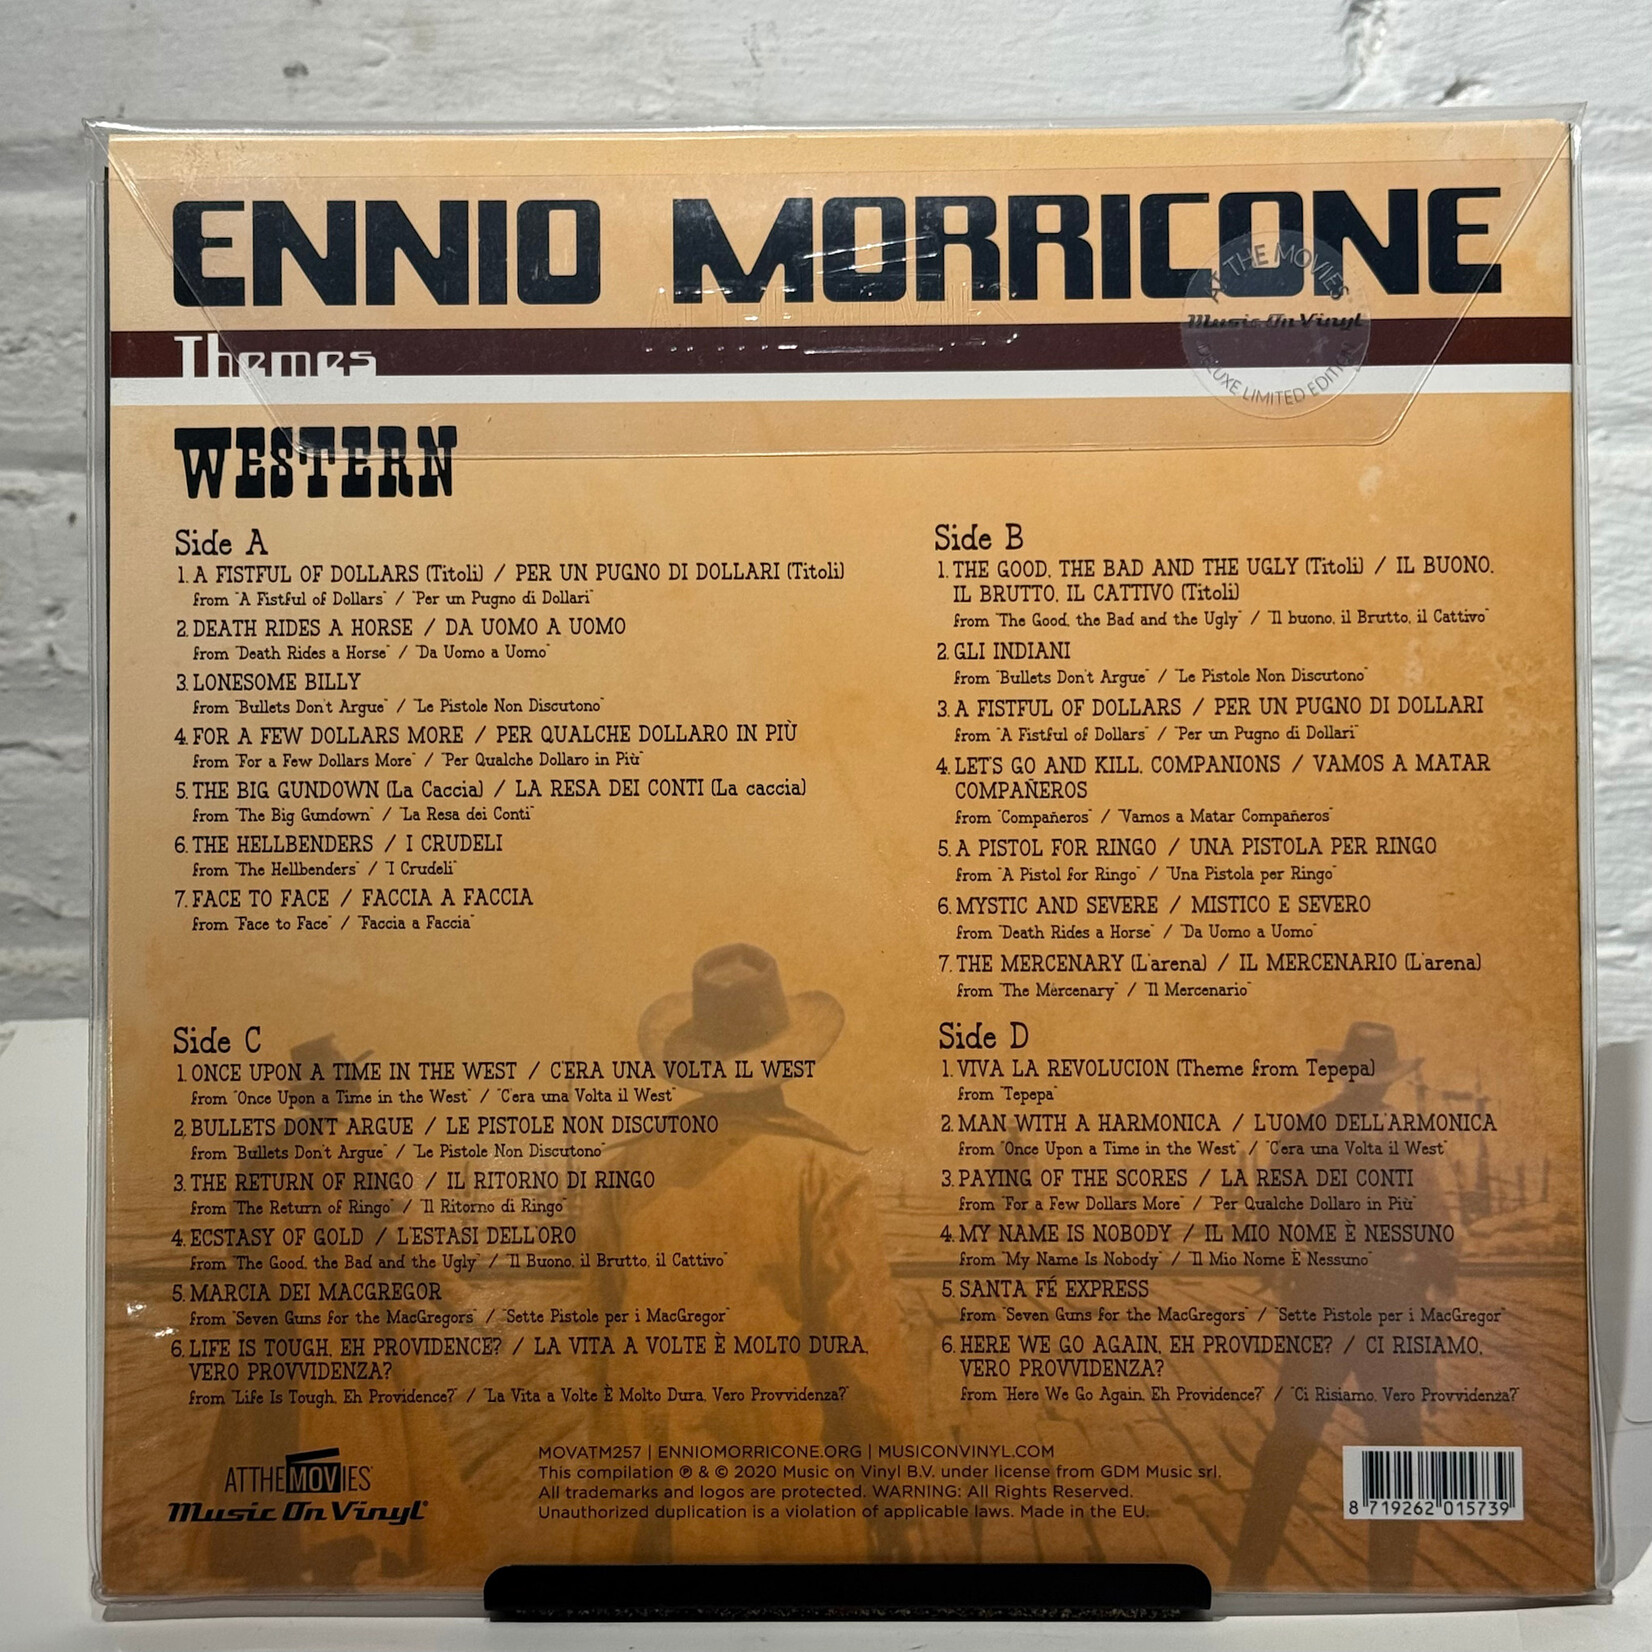 ENNIO MORRICONE
Themes
AT THE MOVIES
Music On Vinyl
DELUXE LIMITED EDITION
WESTERN
Side A
1. A FISTFUL OF DOLLARS (Titoli) / PER UN PUGNO DI DOLLARI (Titoli)
from "A Fistful of Dollars" / "Per un Pugno di Dollari"
2. DEATH RIDES A HORSE / DA UOMO A UOMO
from "Death Rides a Horse" / "Da Uomo a Uomo"
3. LONESOME BILLY
from "Bullets Don't Argue" / "Le Pistole Non Discutono"
4. FOR A FEW DOLLARS MORE / PER QUALCHE DOLLARO IN PIÙ
from "For a Few Dollars More" / "Per Qualche Dollaro in Più"
5. THE BIG GUNDOWN (La Caccia) / LA RESA DEI CONTI (La caccia)
from "The Big Gundown" / "La Resa dei Conti"
6. THE HELLBENDERS / I CRUDELI
from "The Hellbenders" / "I Crudeli"
7. FACE TO FACE / FACCIA A FACCIA
from "Face to Face" / "Faccia a Faccia"
Side B
1. THE GOOD, THE BAD AND THE UGLY (Titoli) / IL BUONO,
IL BRUTTO, IL CATTIVO (Titoli)
from "The Good, the Bad and the Ugly" / "Il buono, il Brutto, il Cattivo"
2. GLI INDIANI
from "Bullets Don't Argue" / "Le Pistole Non Discutono"
3. A FISTFUL OF DOLLARS / PER UN PUGNO DI DOLLARI
from "A Fistful of Dollars" / "Per un Pugno di Dollari"
4. LET'S GO AND KILL, COMPANIONS / VAMOS A MATAR
COMPAÑEROS
from "Compañeros" / "Vamos a Matar Compañeros"
5. A PISTOL FOR RINGO / UNA PISTOLA PER RINGO
from "A Pistol for Ringo" / "Una Pistola per Ringo"
6. MYSTIC AND SEVERE / MISTICO E SEVERO
from "Death Rides a Horse" / "Da Uomo a Uomo"
7. THE MERCENARY (L'arena) / IL MERCENARIO (L'arena)
from "The Mercenary" / "Il Mercenario"
Side C
1. ONCE UPON A TIME IN THE WEST / C'ERA UNA VOLTA IL WEST
from "Once Upon a Time in the West" / "C'era una Volta il West"
2. BULLETS DON'T ARGUE / LE PISTOLE NON DISCUTONO
from "Bullets Don't Argue" / "Le Pistole Non Discutono"
3. THE RETURN OF RINGO / IL RITORNO DI RINGO
from "The Return of Ringo" / "Il Ritorno di Ringo"
4. ECSTASY OF GOLD / L'ESTASI DELL'ORO
from "The Good, the Bad and the Ugly" / "Il Buono, il Brutto, il Cattivo"
5. MARCIA DEI MACGREGOR
from "Seven Guns for the MacGregors" / "Sette Pistole per i MacGregor"
6. LIFE IS TOUGH, EH PROVIDENCE? / LA VITA A VOLTE È MOLTO DURA,
VERO PROVVIDENZA?
from "Life Is Tough, Eh Providence?" / "La Vita a Volte È Molto Dura, Vero Provvidenza?"
Side D
1. VIVA LA REVOLUCION (Theme from Tepepa)
from "Tepepa"
2. MAN WITH A HARMONICA / L'UOMO DELL'ARMONICA
from "Once Upon a Time in the West" / "C'era una Volta il West"
3. PAYING OF THE SCORES / LA RESA DEI CONTI
from "For a Few Dollars More" / "Per Qualche Dollaro in Più"
4. MY NAME IS NOBODY / IL MIO NOME È NESSUNO
from "My Name Is Nobody" / "Il Mio Nome È Nessuno"
5. SANTA FÉ EXPRESS
from "Seven Guns for the MacGregors" / "Sette Pistole per i MacGregor"
6. HERE WE GO AGAIN, EH PROVIDENCE? / CI RISIAMO,
VERO PROVVIDENZA?
from "Here We Go Again, Eh Providence?" / "Ci Risiamo, Vero Provvidenza?"
ATTHEMOVIES
Music On Vinyl®
MOVATM257 | ENNIOMORRICONE.ORG | MUSICONVINYL.COM
This compilation ℗ & © 2020 Music on Vinyl B.V. under license from GDM Music srl.
All trademarks and logos are protected. WARNING: All Rights Reserved.
Unauthorized duplication is a violation of applicable laws. Made in the EU.
8 719262 015739